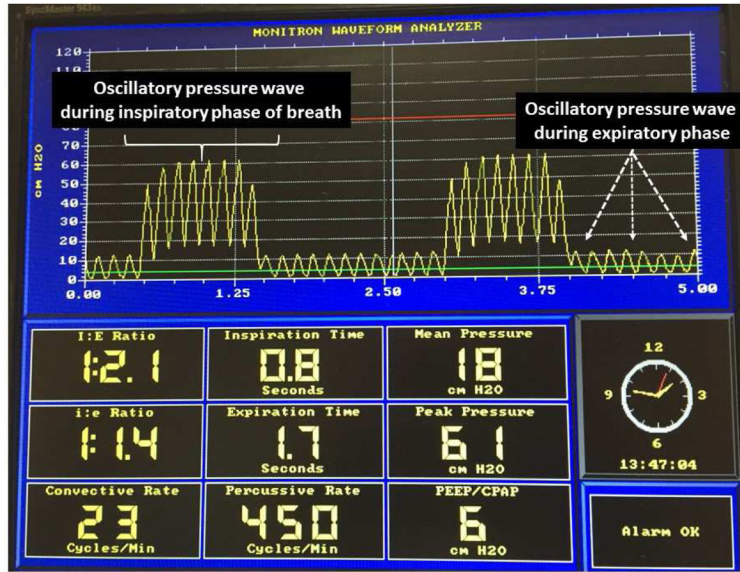 SyncMaster 943ex
MONITRON WAVEFORM ANALYZER
120
110
Oscillatory pressure wave
during inspiratory phase of breath
Oscillatory pressure wave
during expiratory phase
cm H2O
70
60
50
40
30
20
10
0
0.00 1.25 2.50 3.75 5.00
I:E Ratio
1:2.1
Inspiration Time
0.8
Seconds
Mean Pressure
18
cm H2O
i:e Ratio
1:1.4
Expiration Time
1.7
Seconds
Peak Pressure
61
cm H2O
Convective Rate
23
Cycles/Min
Percussive Rate
450
Cycles/Min
PEEP/CPAP
6
cm H2O
12
9 3
6
13:47:04
Alarm OK